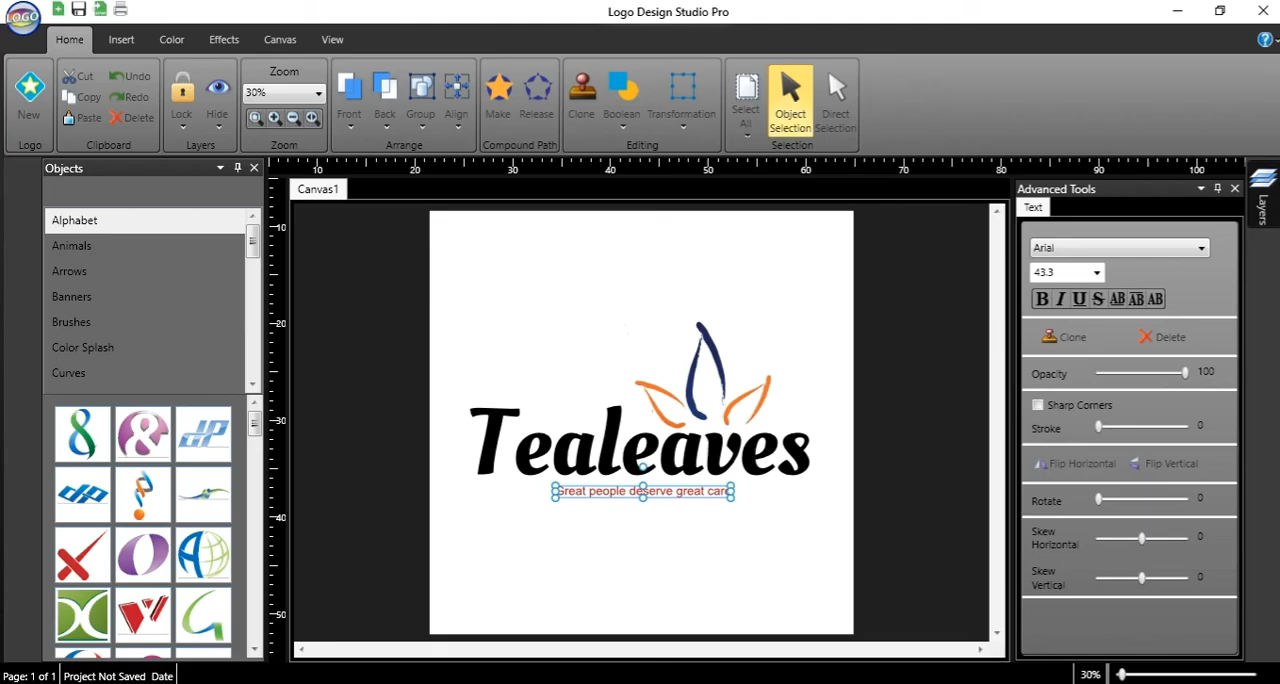 LOGO
Logo Design Studio Pro
Home Insert Color Effects Canvas View
New
Cut
Copy
Paste
Undo
Redo
Delete
Lock
Hide
Zoom
30%
Front
Back
Group
Align
Make
Release
Clone
Boolean
Transformation
Select
All
Object
Selection
Direct
Selection
Logo Clipboard Layers Zoom Arrange Compound Path Editing Selection
Objects
Alphabet
Animals
Arrows
Banners
Brushes
Color Splash
Curves
10 20 30 40 50 60 70 80 90 100
Canvas1
10
20
30
40
50
Tealeaves
Great people deserve great care
Advanced Tools
Text
Arial
43.3
B I U S AB AB AB
Clone Delete
Opacity 100
Sharp Corners
Stroke 0
Flip Horizontal Flip Vertical
Rotate 0
Skew
Horizontal 0
Skew
Vertical 0
Layers
Page: 1 of 1 Project Not Saved Date
30%